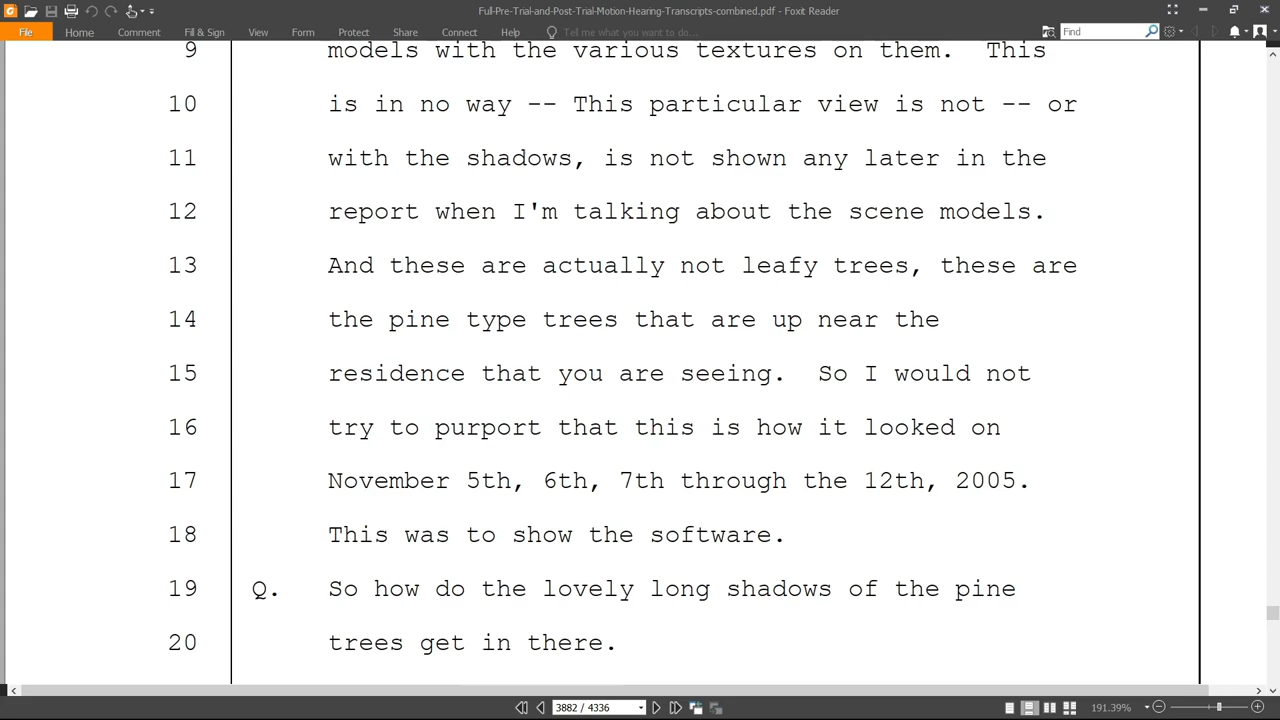 Full-Pre-Trial-and-Post-Trial-Motion-Hearing-Transcripts-combined.pdf - Foxit Reader
File Home Comment Fill & Sign View Form Protect Share Connect Help Tell me what you want to do... Find
9 models with the various textures on them. This
10 is in no way -- This particular view is not -- or
11 with the shadows, is not shown any later in the
12 report when I'm talking about the scene models.
13 And these are actually not leafy trees, these are
14 the pine type trees that are up near the
15 residence that you are seeing. So I would not
16 try to purport that this is how it looked on
17 November 5th, 6th, 7th through the 12th, 2005.
18 This was to show the software.
19 Q. So how do the lovely long shadows of the pine
20 trees get in there.
3882 / 4336 191.39%